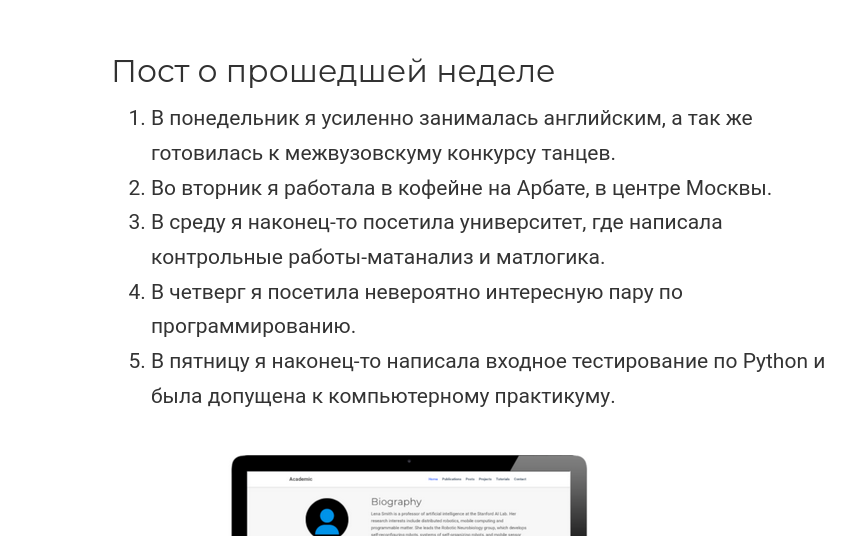 Пост о прошедшей неделе
1. В понедельник я усиленно занималась английским, а так же
готовилась к межвузовскуму конкурсу танцев.
2. Во вторник я работала в кофейне на Арбате, в центре Москвы.
3. В среду я наконец-то посетила университет, где написала
контрольные работы-матанализ и матлогика.
4. В четверг я посетила невероятно интересную пару по
программированию.
5. В пятницу я наконец-то написала входное тестирование по Python и
была допущена к компьютерному практикуму.
Academic
Home Publications Posts Projects Tutorials Contact
Biography
Lena Smith is a professor of artificial intelligence at the Stanford AI Lab. Her
research interests include distributed robotics, mobile computing and
programmable matter. She leads the Robotic Neurobiology group, which develops
self-reconfiguring robots, systems of self-organizing robots, and mobile sensor